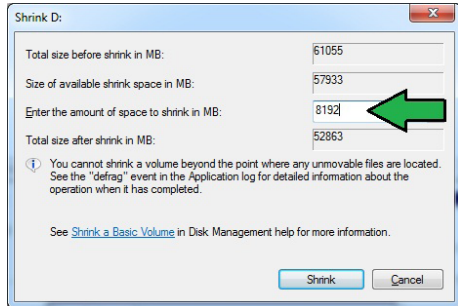 Shrink D:
Total size before shrink in MB: 61055
Size of available shrink space in MB: 57933
Enter the amount of space to shrink in MB: 8192
Total size after shrink in MB: 52863
You cannot shrink a volume beyond the point where any unmovable files are located.
See the "defrag" event in the Application log for detailed information about the
operation when it has completed.
See Shrink a Basic Volume in Disk Management help for more information.
Shrink Cancel